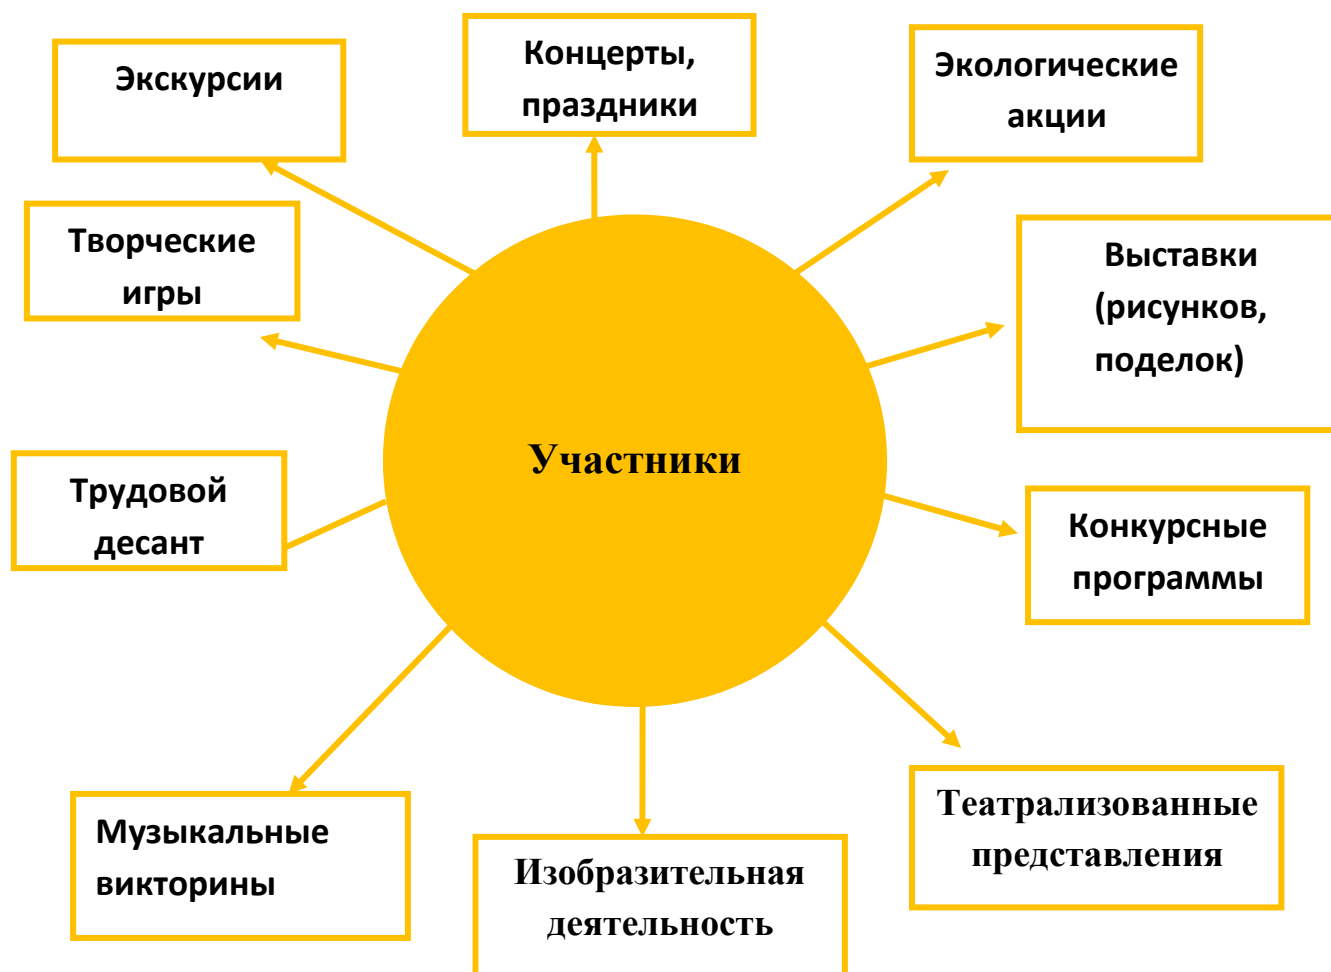 Экскурсии
Концерты,
праздники
Экологические
акции
Творческие
игры
Выставки
(рисунков,
поделок)
Участники
Трудовой
десант
Конкурсные
программы
Музыкальные
викторины
Изобразительная
деятельность
Театрализованные
представления